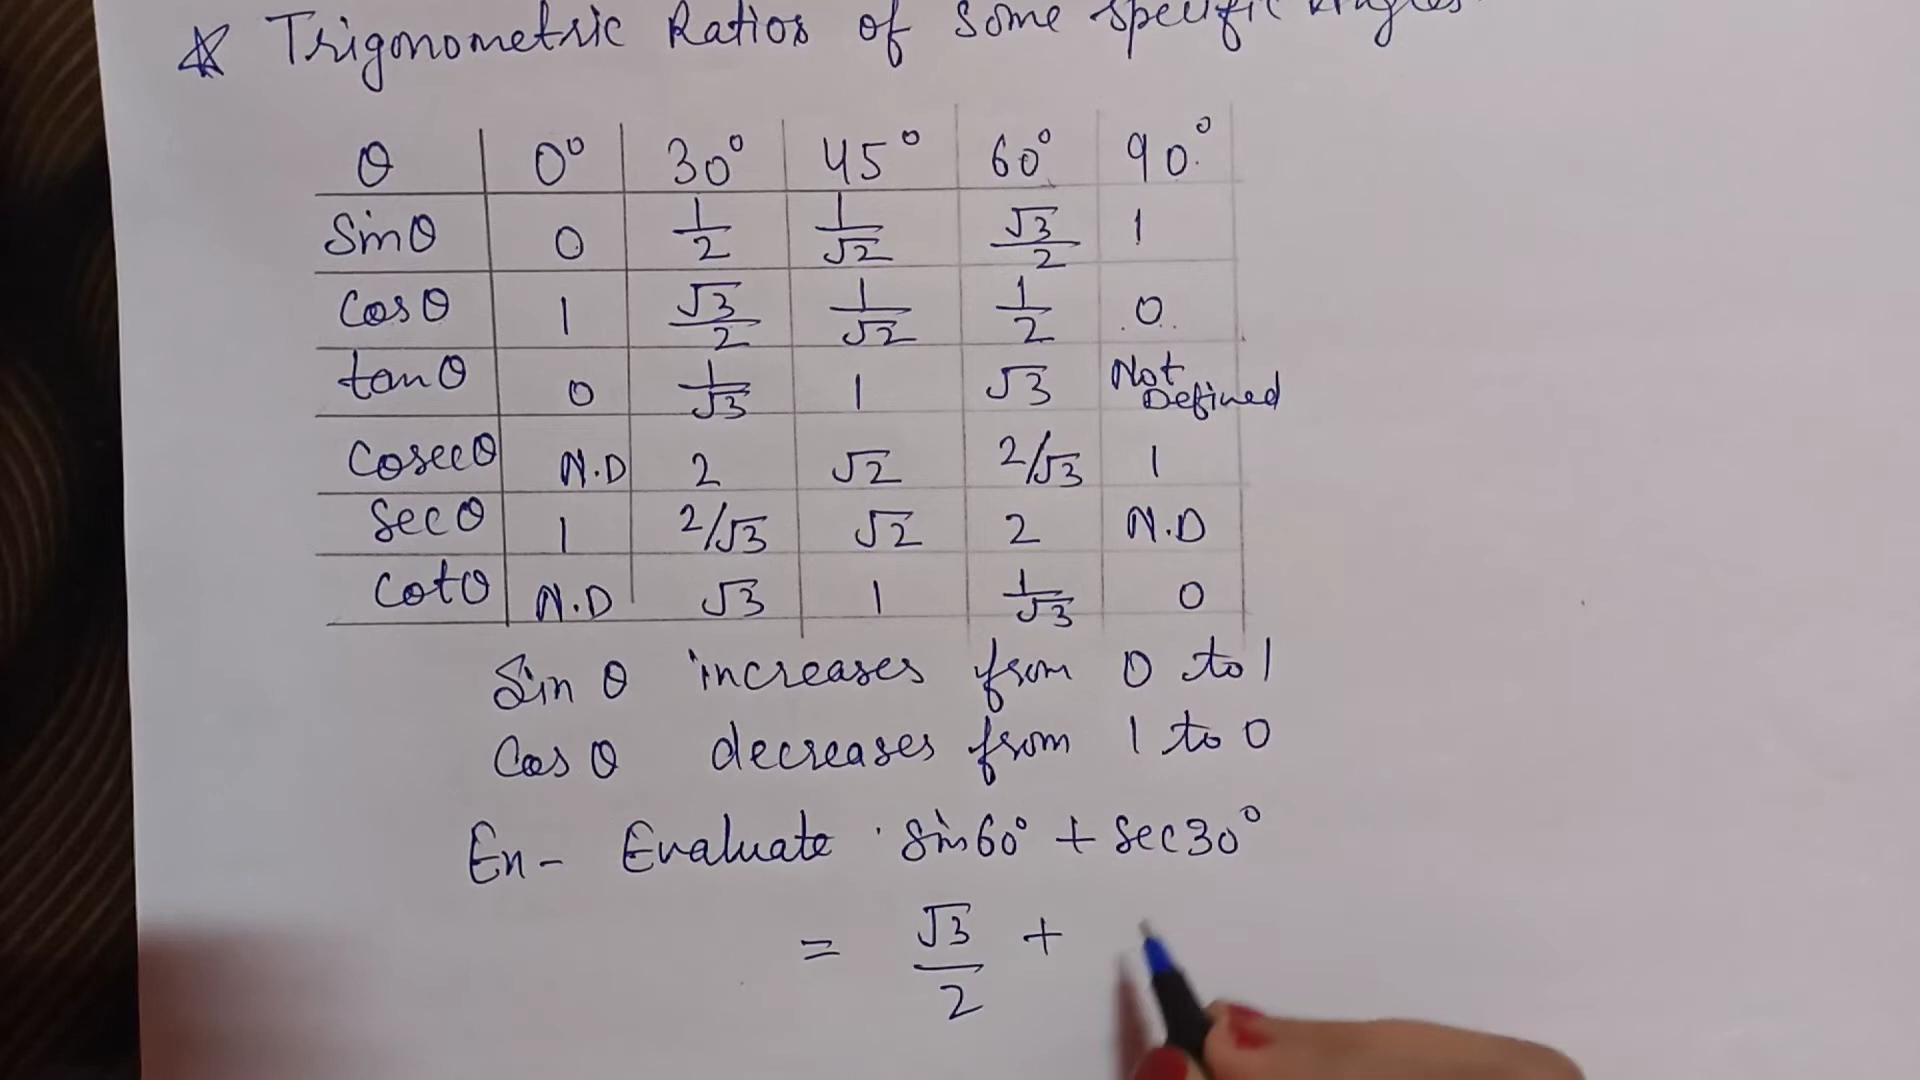 ☆ Trigonometric Ratios of Some specific Angles
θ 0° 30° 45° 60° 90°
Sinθ 0 1/2 1/√2 √3/2 1
Cosθ 1 √3/2 1/√2 1/2 0
tanθ 0 1/√3 1 √3 Not Defined
Cosecθ N.D 2 √2 2/√3 1
Secθ 1 2/√3 √2 2 N.D
Cotθ N.D √3 1 1/√3 0
Sin θ increases from 0 to 1
Cos θ decreases from 1 to 0
Ex- Evaluate Sin60° + Sec30°
= √3/2 +